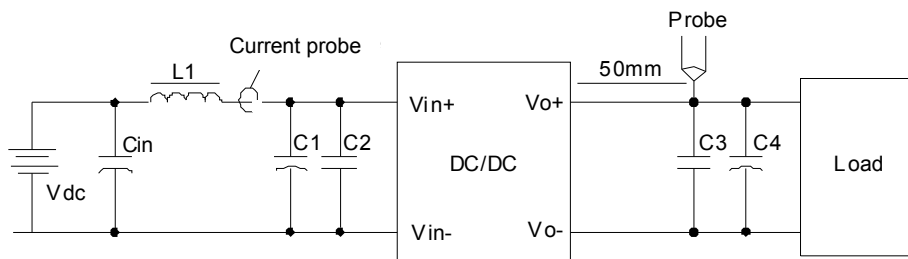 Probe
Current probe
L1
50mm
Vin+
Vo+
Cin
C1
C2
C3
C4
DC/DC
Load
Vdc
Vin-
Vo-